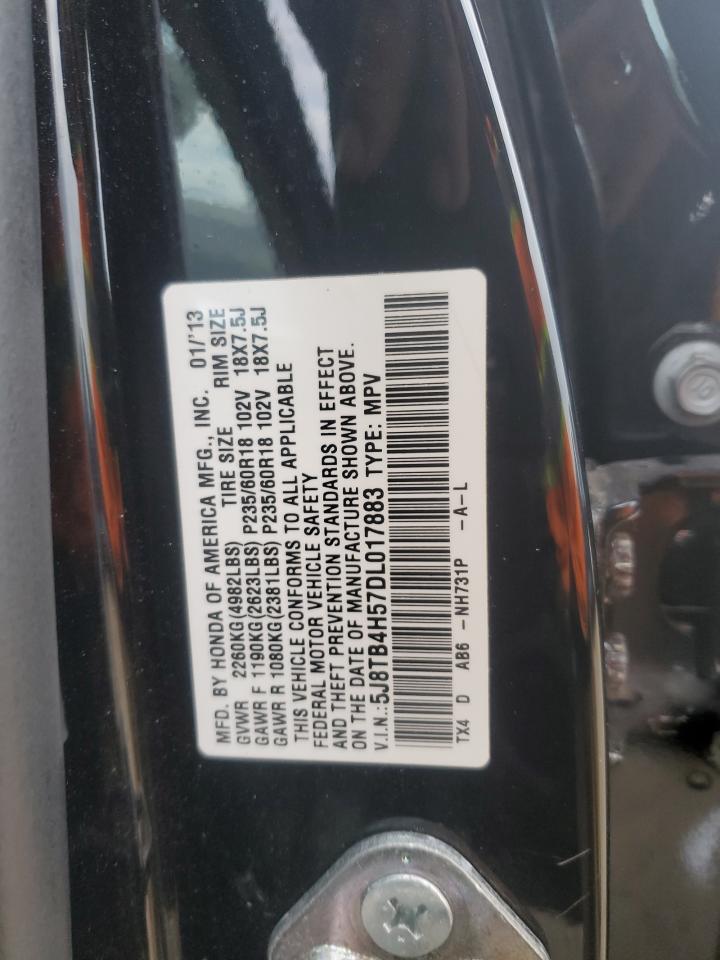 MFD. BY HONDA OF AMERICA MFG., INC. 01/'13
GVWR 2260KG(4982LBS) TIRE SIZE RIM SIZE
GAWR F 1190KG(2623LBS) P235/60R18 102V 18X7.5J
GAWR R 1080KG(2381LBS) P235/60R18 102V 18X7.5J
THIS VEHICLE CONFORMS TO ALL APPLICABLE
FEDERAL MOTOR VEHICLE SAFETY
AND THEFT PREVENTION STANDARDS IN EFFECT
ON THE DATE OF MANUFACTURE SHOWN ABOVE.
V.I.N.: 5J8TB4H57DL017883 TYPE: MPV
TX4 D AB6 -NH731P -A-L